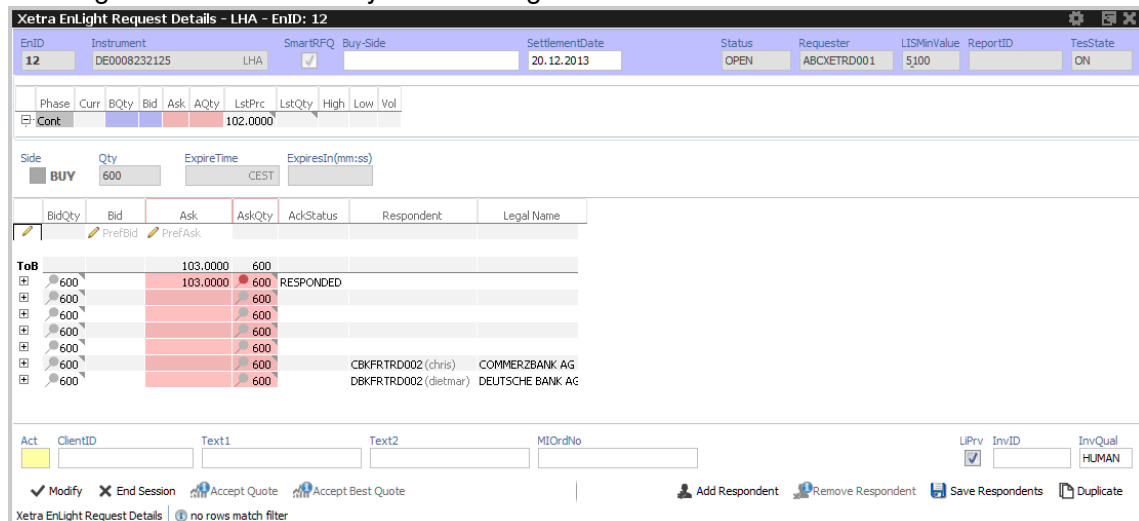 Xetra EnLight Request Details - LHA - EnID: 12
EnID Instrument SmartRFQ Buy-Side SettlementDate Status Requester LISMinValue ReportID TesState
12 DE0008232125 LHA 20.12.2013 OPEN ABCXETRD001 5,100 ON
Phase Curr BQty Bid Ask AQty LstPrc LstQty High Low Vol
Cont 102.0000
Side Qty ExpireTime ExpiresIn(mm:ss)
BUY 600 CEST
BidQty Bid Ask AskQty AckStatus Respondent Legal Name
PrefBid PrefAsk
ToB 103.0000 600
600 103.0000 600 RESPONDED
600 600
600 600
600 600
600 600
600 600 CBKFRTRD002 (chris) COMMERZBANK AG
600 600 DBKFRTRD002 (dietmar) DEUTSCHE BANK AG
Act ClientID Text1 Text2 MIOrdNo LiPrv InvID InvQual
HUMAN
Modify End Session Accept Quote Accept Best Quote Add Respondent Remove Respondent Save Respondents Duplicate
Xetra EnLight Request Details no rows match filter